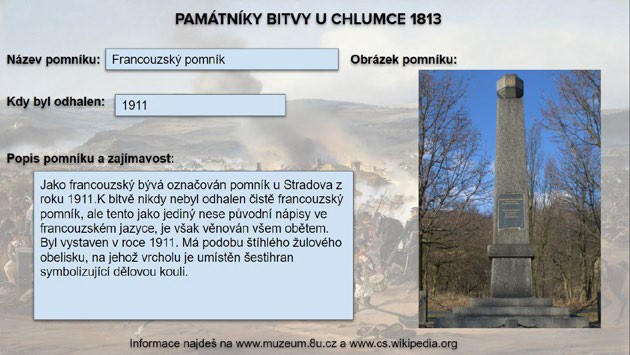 PAMÁTNÍKY BITVY U CHLUMCE 1813
Název pomníku:
Francouzský pomník
Kdy byl odhalen:
1911
Popis pomníku a zajímavost:
Jako francouzský bývá označován pomník u Stradova z
roku 1911.K bitvě nikdy nebyl odhalen čistě francouzský
pomník, ale tento jako jediný nese původní nápisy ve
francouzském jazyce, je však věnován všem obětem.
Byl vystaven v roce 1911. Má podobu štíhlého žulového
obelisku, na jehož vrcholu je umístěn šestihran
symbolizující dělovou kouli.
Obrázek pomníku:
Informace najdeš na www.muzeum.8u.cz a www.cs.wikipedia.org